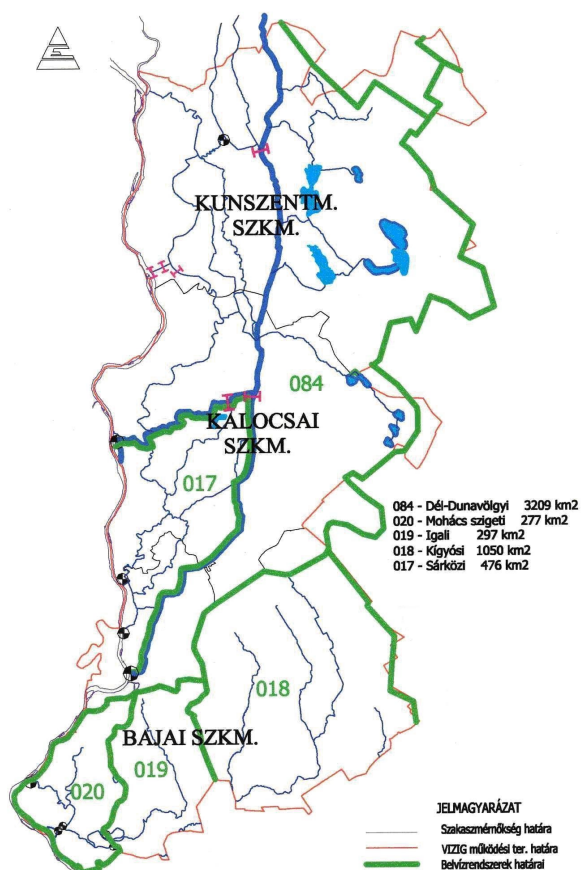 KUNSZENTM.
SZKM.
084
KALOCSAI
SZKM.
017
084 - Dél-Dunavölgyi 3209 km2
020 - Mohács szigeti 277 km2
019 - Igali 297 km2
018 - Kígyósi 1050 km2
017 - Sárközi 476 km2
018
BAJAI SZKM.
019
020
JELMAGYARÁZAT
Szakaszmérnökség határa
VIZIG működési ter. határa
Belvízrendszerek határai